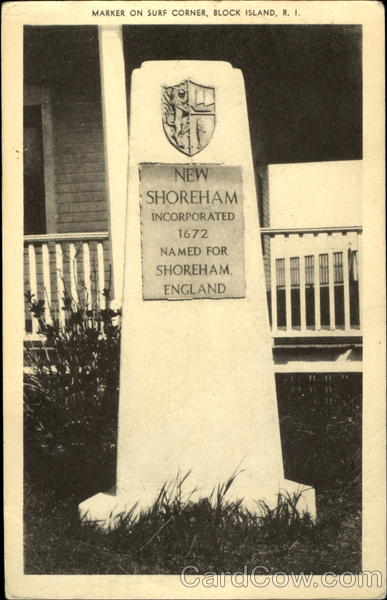 MARKER ON SURF CORNER, BLOCK ISLAND, R. I.
NEW
SHOREHAM
INCORPORATED
1672
NAMED FOR
SHOREHAM,
ENGLAND
CardCow.com